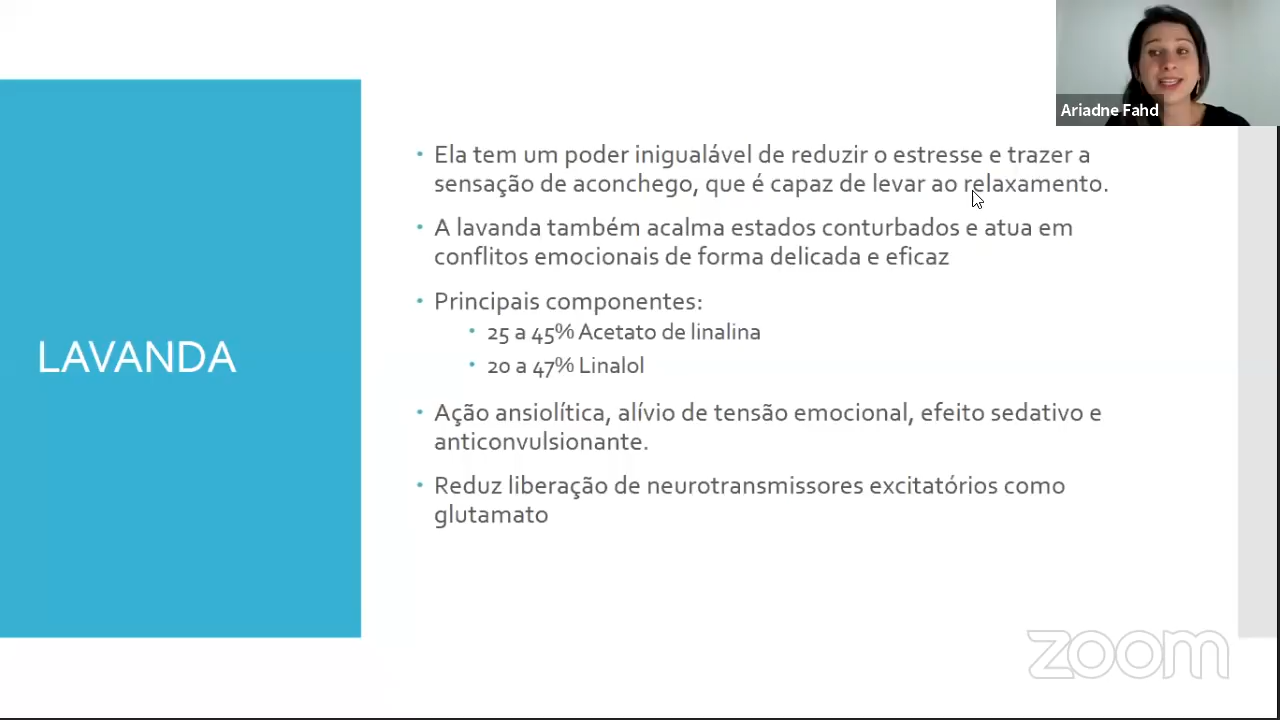 Ariadne Fahd
LAVANDA
• Ela tem um poder inigualável de reduzir o estresse e trazer a
sensação de aconchego, que é capaz de levar ao relaxamento.
• A lavanda também acalma estados conturbados e atua em
conflitos emocionais de forma delicada e eficaz
• Principais componentes:
• 25 a 45% Acetato de linalina
• 20 a 47% Linalol
• Ação ansiolítica, alívio de tensão emocional, efeito sedativo e
anticonvulsionante.
• Reduz liberação de neurotransmissores excitatórios como
glutamato
zoom